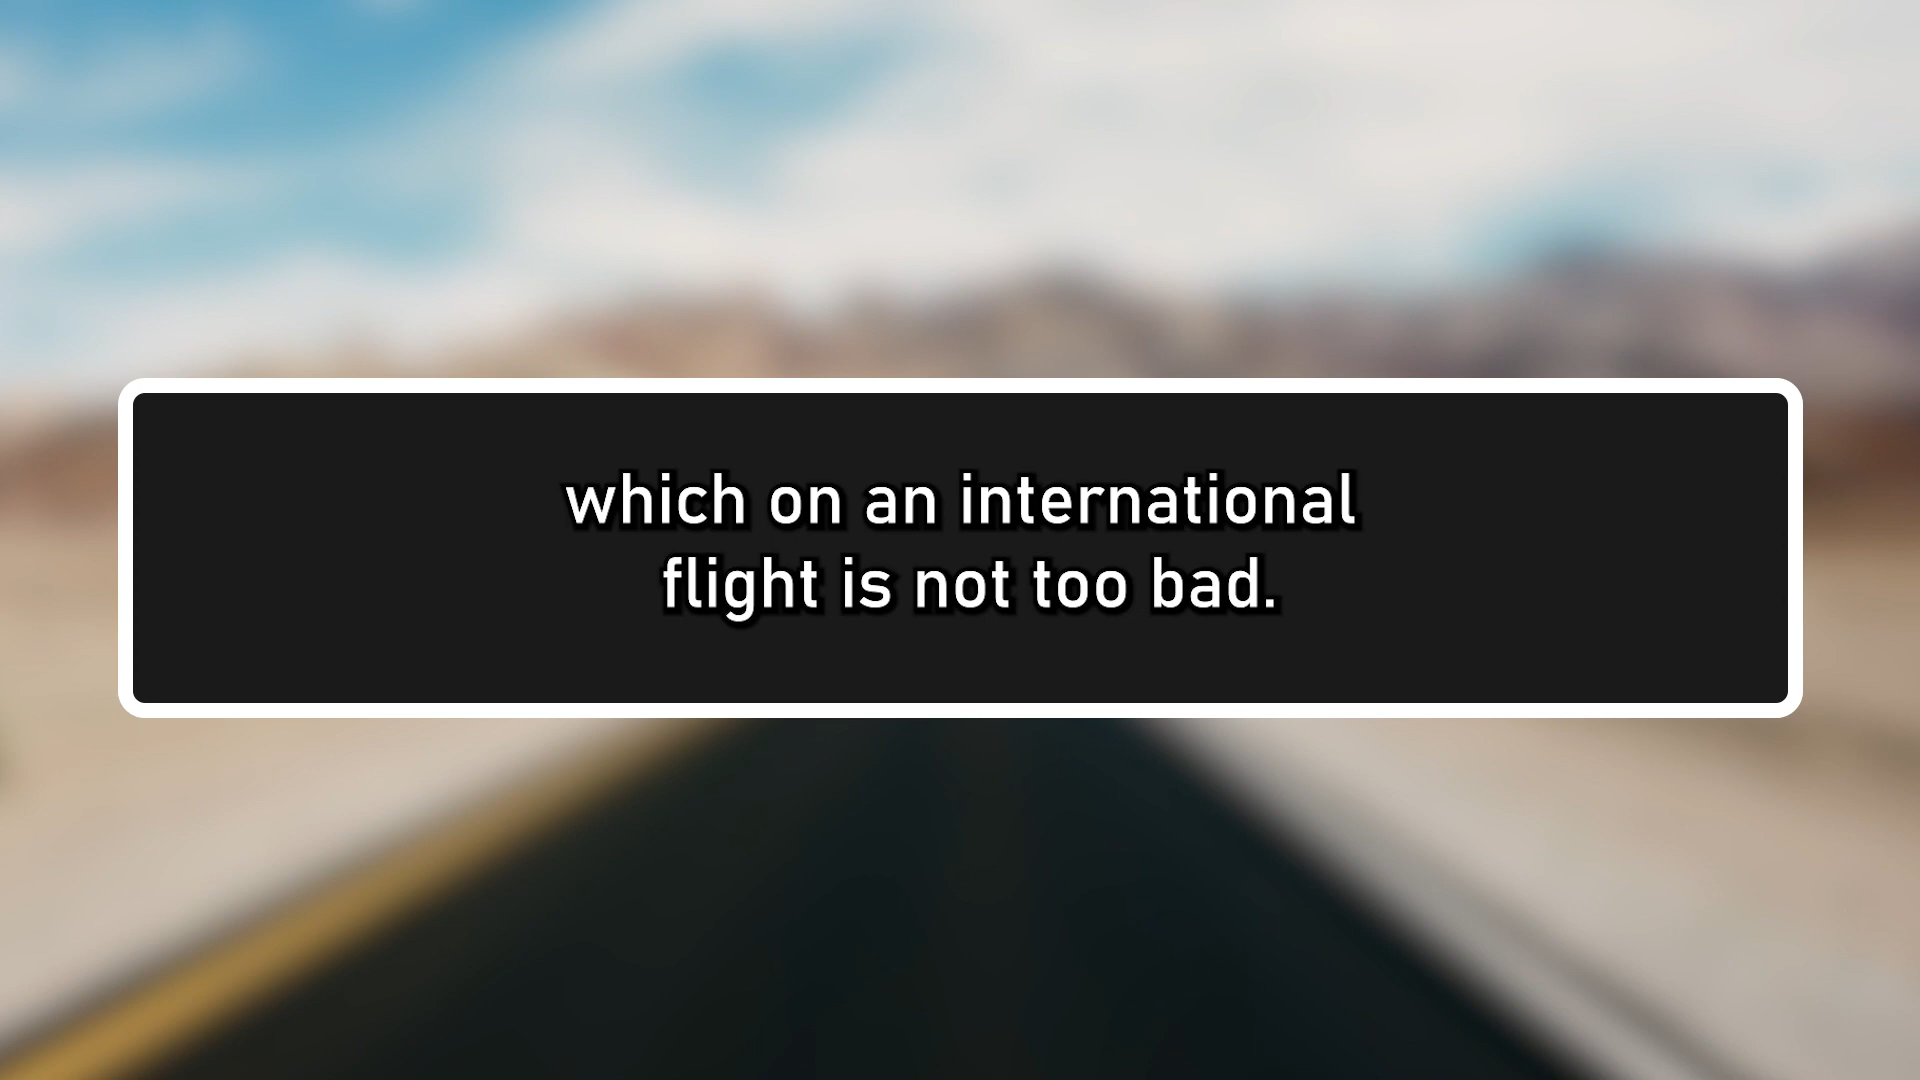 which on an international
flight is not too bad.